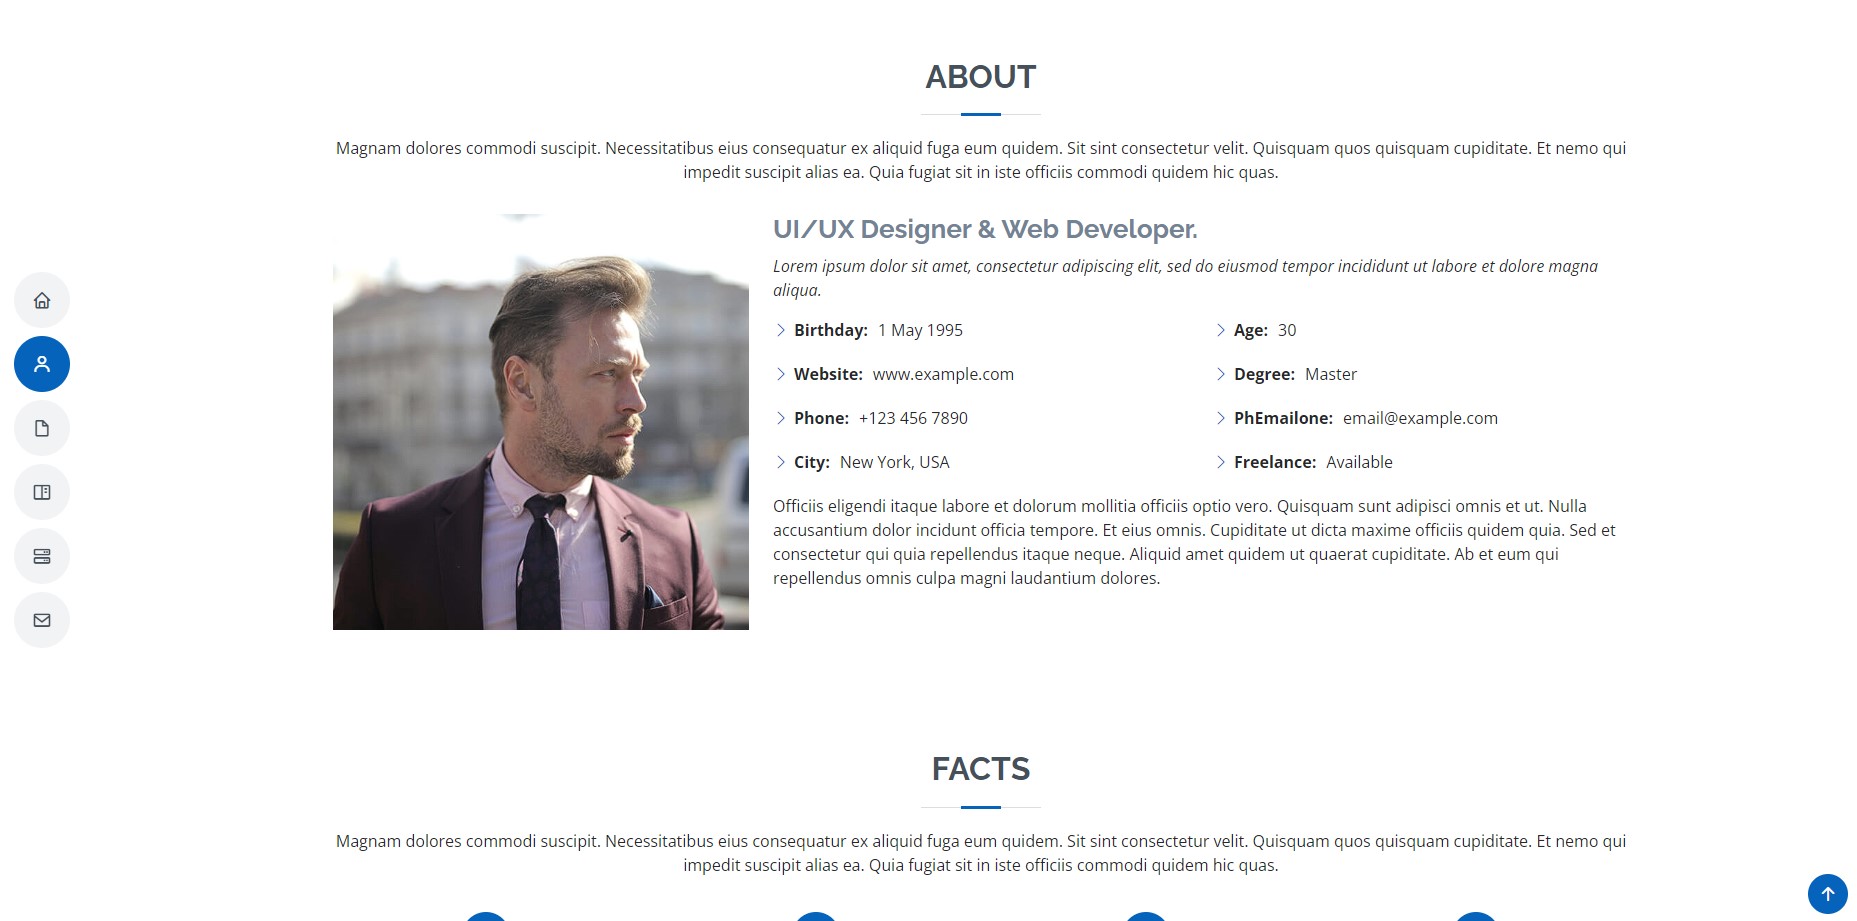 ABOUT
Magnam dolores commodi suscipit. Necessitatibus eius consequatur ex aliquid fuga eum quidem. Sit sint consectetur velit. Quisquam quos quisquam cupiditate. Et nemo qui
impedit suscipit alias ea. Quia fugiat sit in iste officiis commodi quidem hic quas.
UI/UX Designer & Web Developer.
Lorem ipsum dolor sit amet, consectetur adipiscing elit, sed do eiusmod tempor incididunt ut labore et dolore magna
aliqua.
Birthday: 1 May 1995
Age: 30
Website: www.example.com
Degree: Master
Phone: +123 456 7890
PhEmailone: email@example.com
City: New York, USA
Freelance: Available
Officiis eligendi itaque labore et dolorum mollitia officiis optio vero. Quisquam sunt adipisci omnis et ut. Nulla
accusantium dolor incidunt officia tempore. Et eius omnis. Cupiditate ut dicta maxime officiis quidem quia. Sed et
consectetur qui quia repellendus itaque neque. Aliquid amet quidem ut quaerat cupiditate. Ab et eum qui
repellendus omnis culpa magni laudantium dolores.
FACTS
Magnam dolores commodi suscipit. Necessitatibus eius consequatur ex aliquid fuga eum quidem. Sit sint consectetur velit. Quisquam quos quisquam cupiditate. Et nemo qui
impedit suscipit alias ea. Quia fugiat sit in iste officiis commodi quidem hic quas.